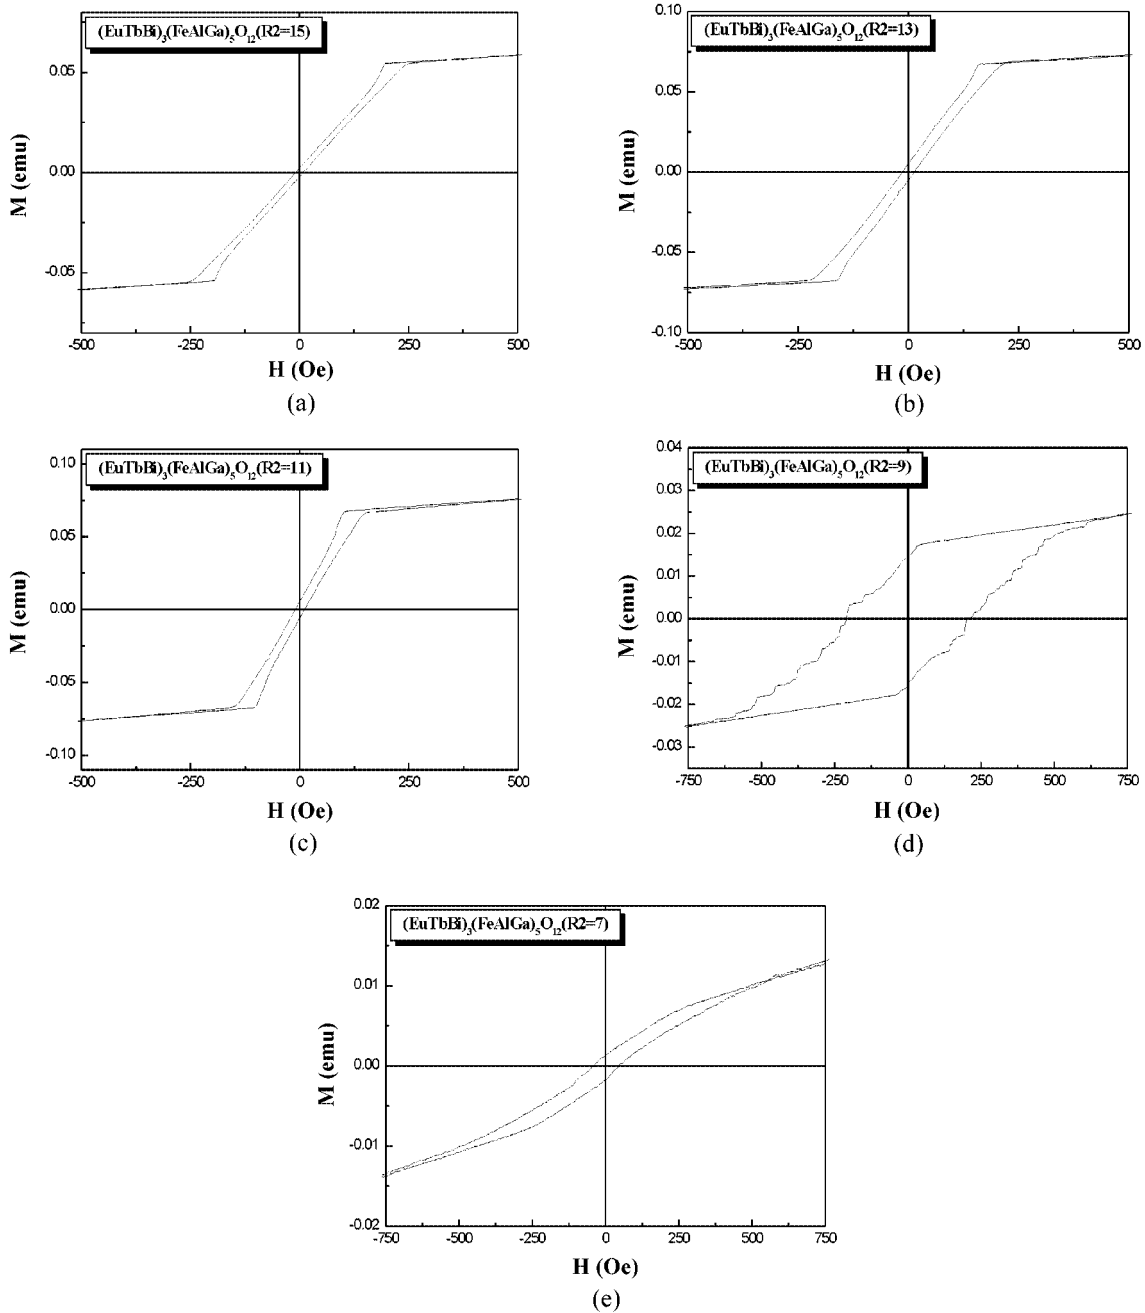 (EuTbBi)₃(FeAlGa)₅O₁₂(R2=15)
0.05
0.00
-0.05
M (emu)
-500 -250 0 250 500
H (Oe)
(a)
(EuTbBi)₃(FeAlGa)₅O₁₂(R2=13)
0.10
0.05
0.00
-0.05
-0.10
M (emu)
-500 -250 0 250 500
H (Oe)
(b)
(EuTbBi)₃(FeAlGa)₅O₁₂(R2=11)
0.10
0.05
0.00
-0.05
-0.10
M (emu)
-500 -250 0 250 500
H (Oe)
(c)
(EuTbBi)₃(FeAlGa)₅O₁₂(R2=9)
0.04
0.03
0.02
0.01
0.00
-0.01
-0.02
-0.03
M (emu)
-750 -500 -250 0 250 500 750
H (Oe)
(d)
(EuTbBi)₃(FeAlGa)₅O₁₂(R2=7)
0.02
0.01
0.00
-0.01
-0.02
M (emu)
-750 -500 -250 0 250 500 750
H (Oe)
(e)